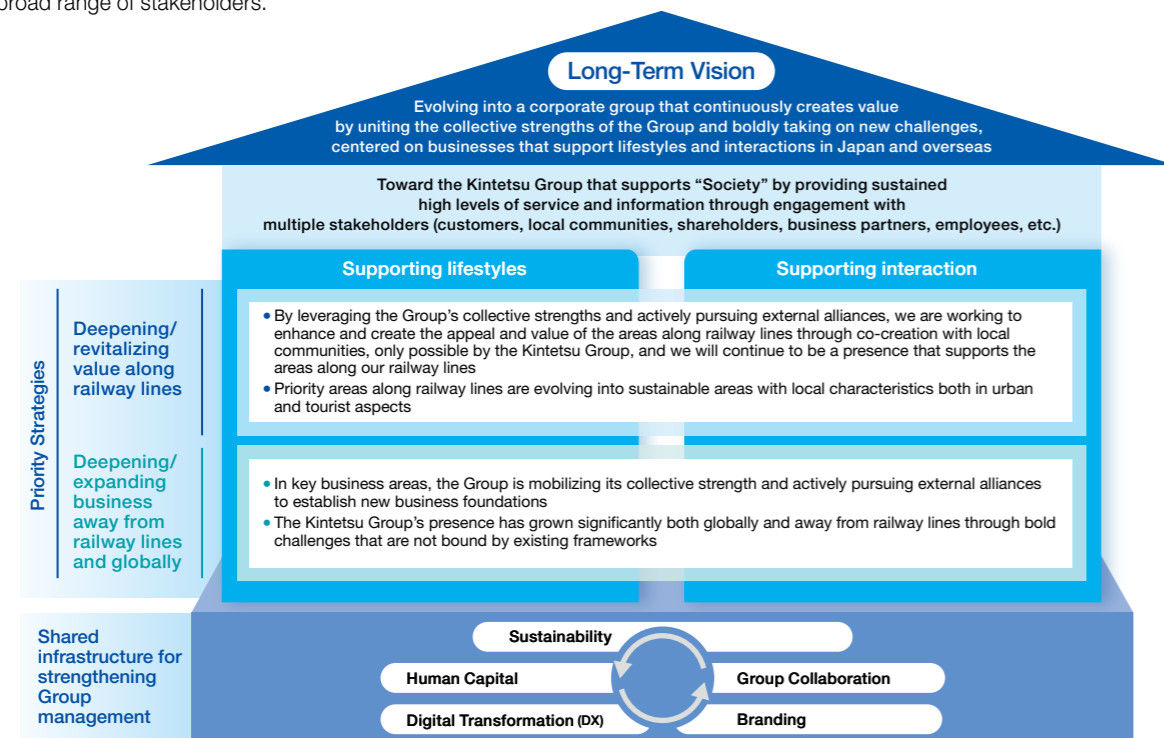 broad range of stakeholders.
Long-Term Vision
Evolving into a corporate group that continuously creates value
by uniting the collective strengths of the Group and boldly taking on new challenges,
centered on businesses that support lifestyles and interactions in Japan and overseas
Toward the Kintetsu Group that supports “Society” by providing sustained
high levels of service and information through engagement with
multiple stakeholders (customers, local communities, shareholders, business partners, employees, etc.)
Supporting lifestyles
Supporting interaction
Priority Strategies
Deepening/
revitalizing
value along
railway lines
• By leveraging the Group’s collective strengths and actively pursuing external alliances, we are working to
enhance and create the appeal and value of the areas along railway lines through co-creation with local
communities, only possible by the Kintetsu Group, and we will continue to be a presence that supports the
areas along our railway lines
• Priority areas along railway lines are evolving into sustainable areas with local characteristics both in urban
and tourist aspects
Deepening/
expanding
business
away from
railway lines
and globally
• In key business areas, the Group is mobilizing its collective strength and actively pursuing external alliances
to establish new business foundations
• The Kintetsu Group’s presence has grown significantly both globally and away from railway lines through bold
challenges that are not bound by existing frameworks
Shared
infrastructure for
strengthening
Group
management
Sustainability
Human Capital
Group Collaboration
Digital Transformation (DX)
Branding